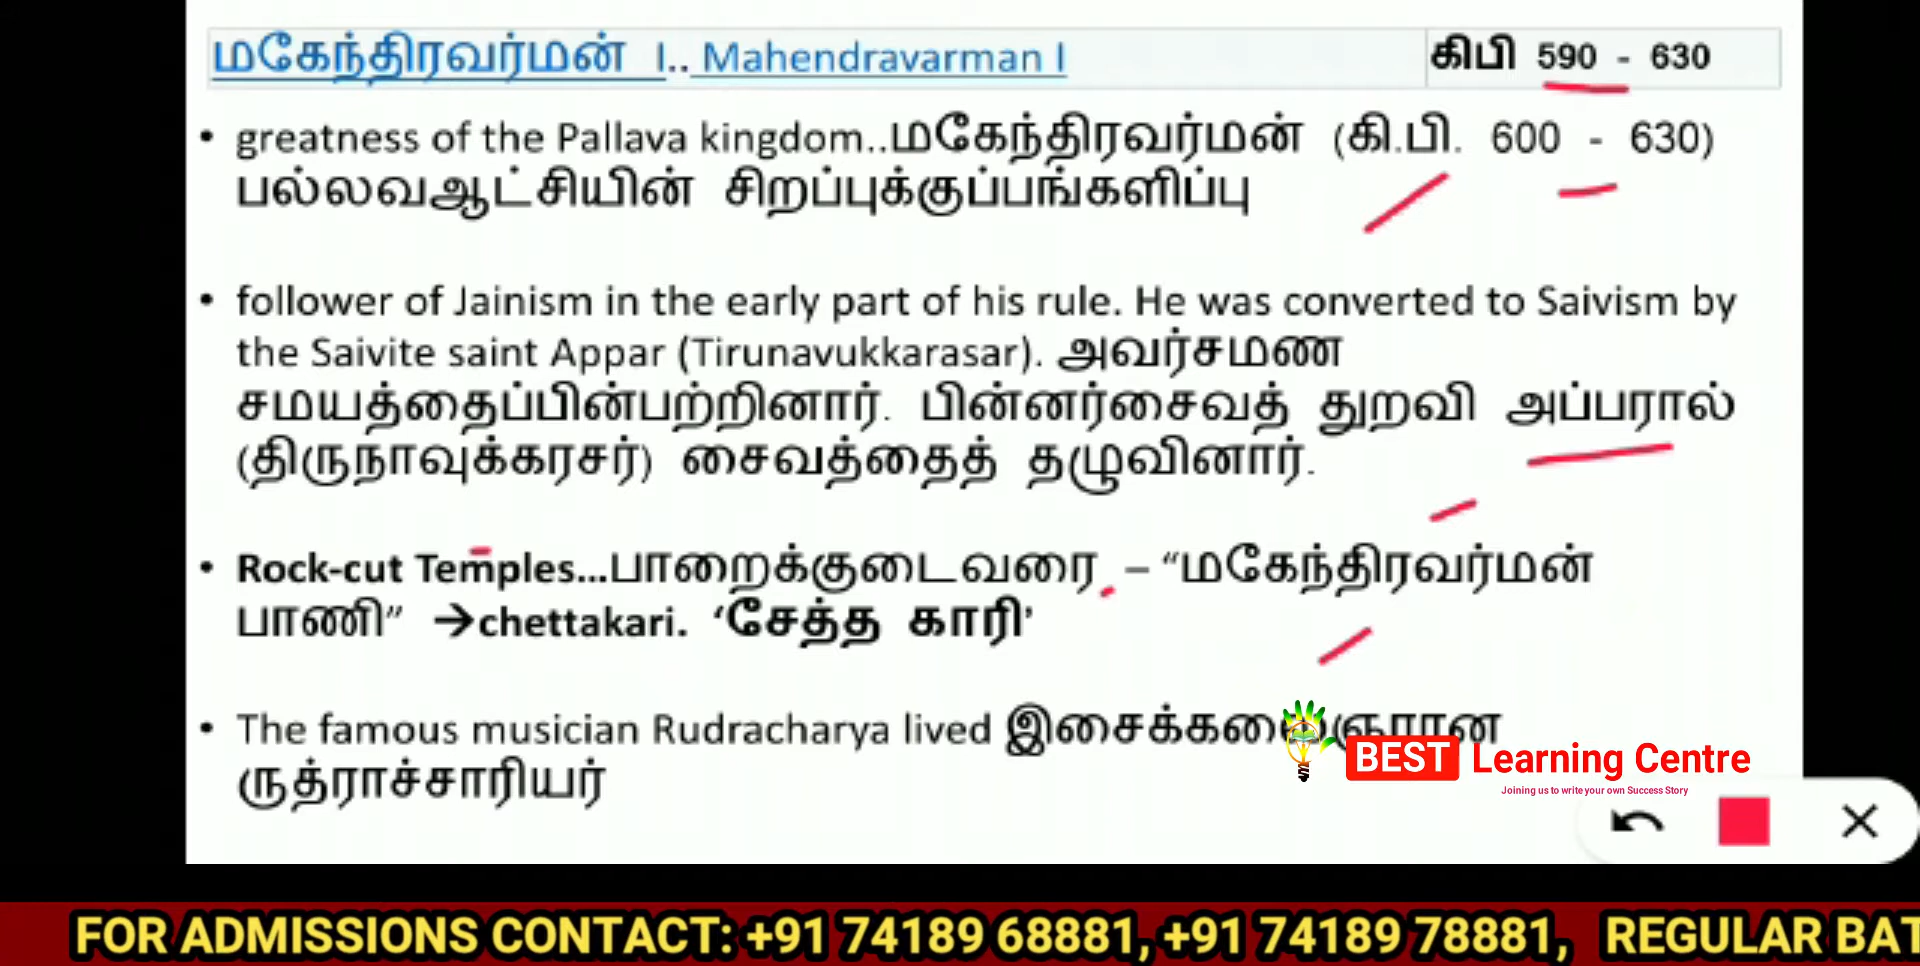 மகேந்திரவர்மன் I.. Mahendravarman I கிபி 590 - 630
• greatness of the Pallava kingdom..மகேந்திரவர்மன் (கி.பி. 600 - 630)
பல்லவஆட்சியின் சிறப்புக்குப்பங்களிப்பு
• follower of Jainism in the early part of his rule. He was converted to Saivism by
the Saivite saint Appar (Tirunavukkarasar). அவர்சமண
சமயத்தைப்பின்பற்றினார். பின்னர்சைவத் துறவி அப்பரால்
(திருநாவுக்கரசர்) சைவத்தைத் தழுவினார்.
• Rock-cut Temples...பாறைக்குடைவரை – “மகேந்திரவர்மன்
பாணி” →chettakari. ‘சேத்த காரி’
• The famous musician Rudracharya lived இசைக்கலைஞரான
ருத்ராச்சாரியர்
BEST Learning Centre
Joining us to write your own Success Story
FOR ADMISSIONS CONTACT: +91 74189 68881, +91 74189 78881, REGULAR BAT